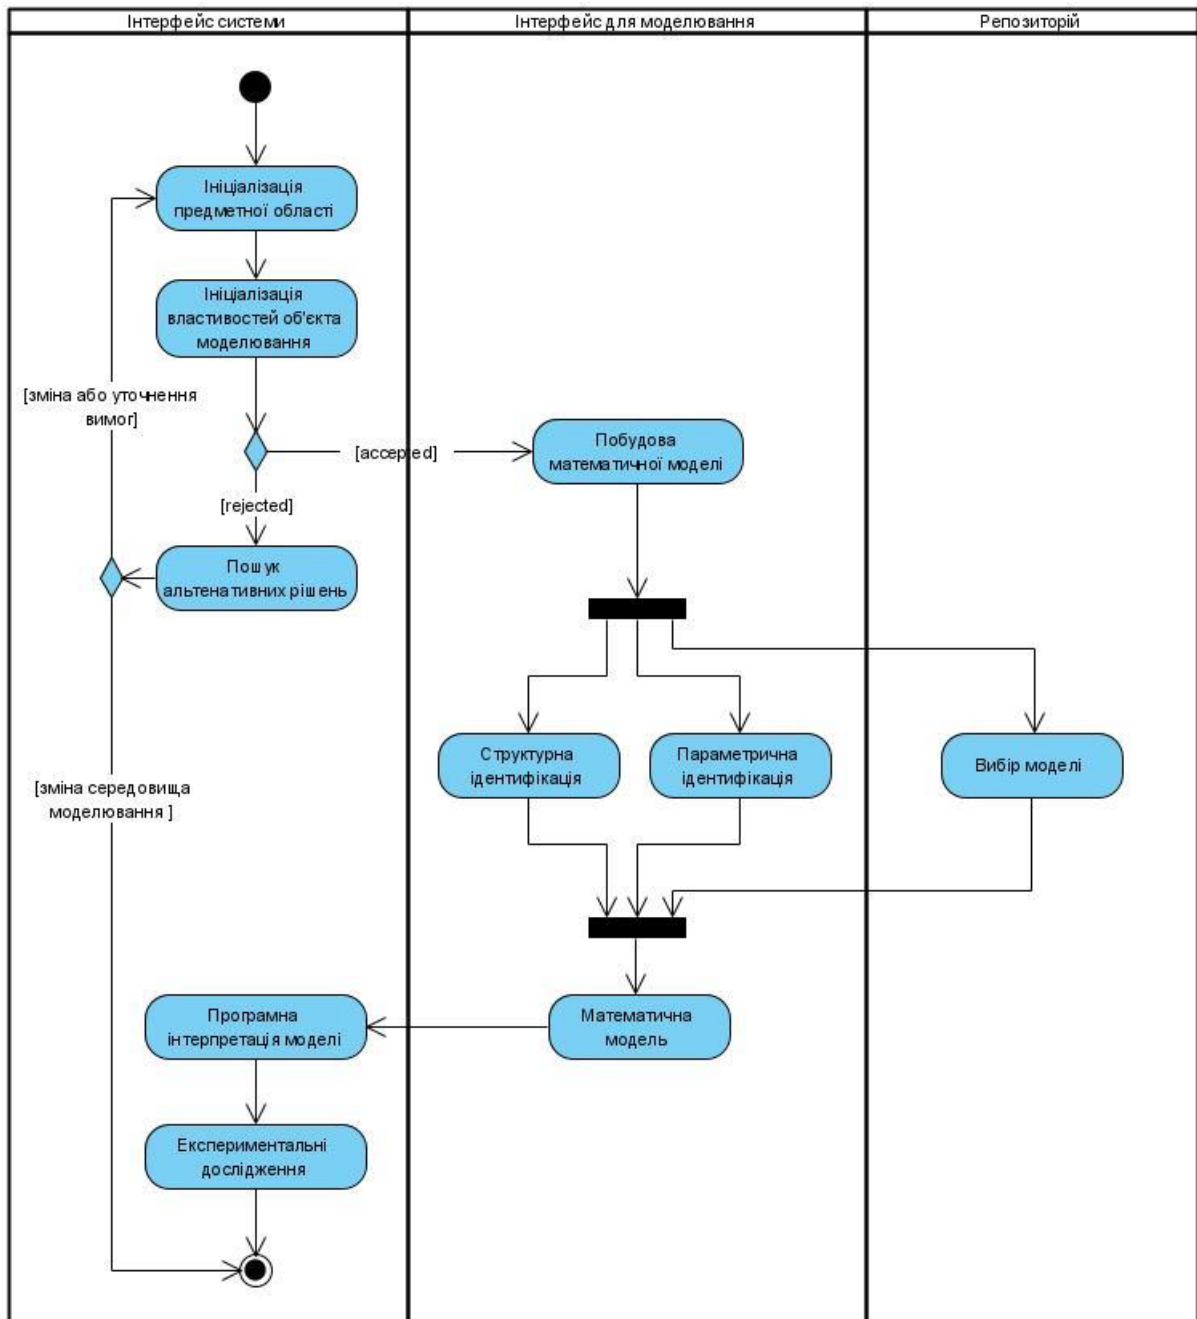 Інтерфейс системи
Інтерфейс для моделювання
Репозиторій
Ініціалізація
предметної області
Ініціалізація
властивостей об'єкта
моделювання
[зміна або уточнення
вимог]
[accepted]
Побудова
математичної моделі
[rejected]
Пошук
альтенативних рішень
Структурна
ідентифікація
Параметрична
ідентифікація
Вибір моделі
[зміна середовища
моделювання ]
Програмна
інтерпретація моделі
Математична
модель
Експериментальні
дослідження